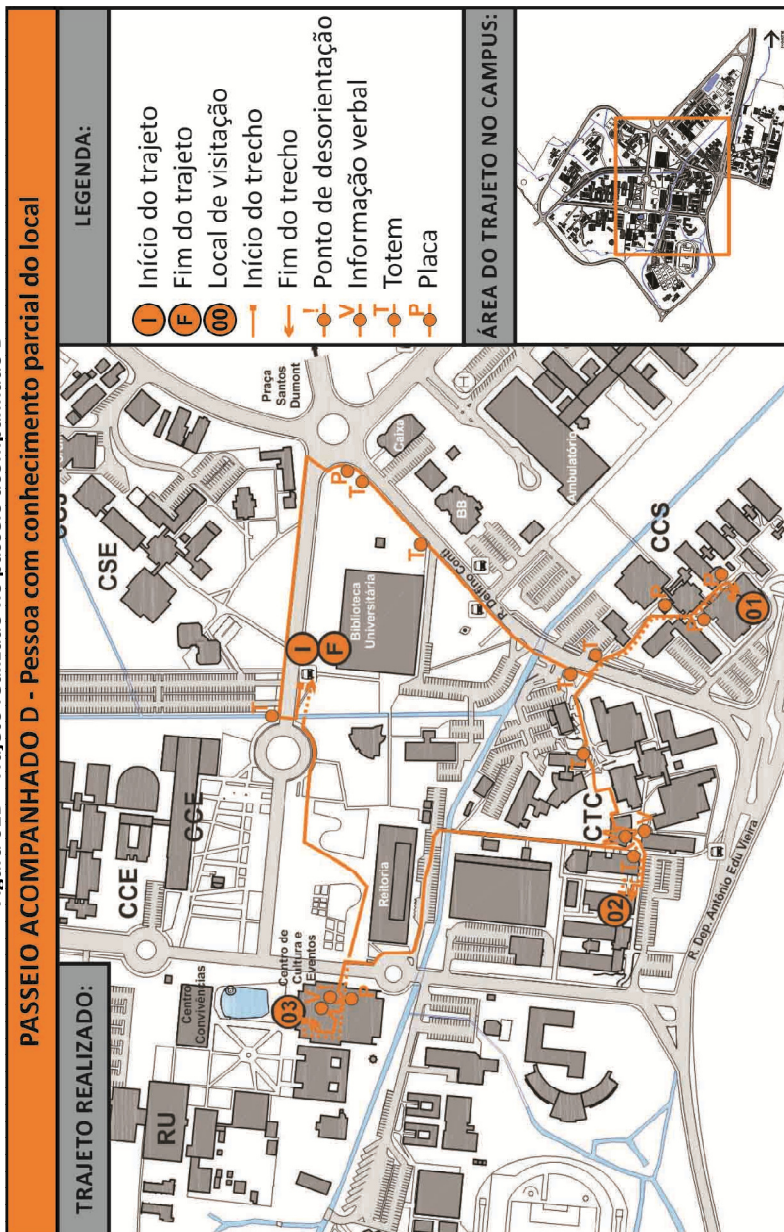 PASSEIO ACOMPANHADO D - Pessoa com conhecimento parcial do local
TRAJETO REALIZADO:
LEGENDA:
I Início do trajeto
F Fim do trajeto
00 Local de visitação
Início do trecho
Fim do trecho
! Ponto de desorientação
V Informação verbal
T Totem
P Placa
ÁREA DO TRAJETO NO CAMPUS:
RU
Centro
Convivências
CCE
CCE
CSE
Praça
Santos
Dumont
Centro de
Cultura e
Eventos
03
V
P
Reitoria
T
I
F
Biblioteca
Universitária
P
T
T
Caixa
BB
R. Delfino Conti
H
Ambulatório
CCS
01
T
T
CTC
V
T
02
R. Dep. Antônio Edu Vieira